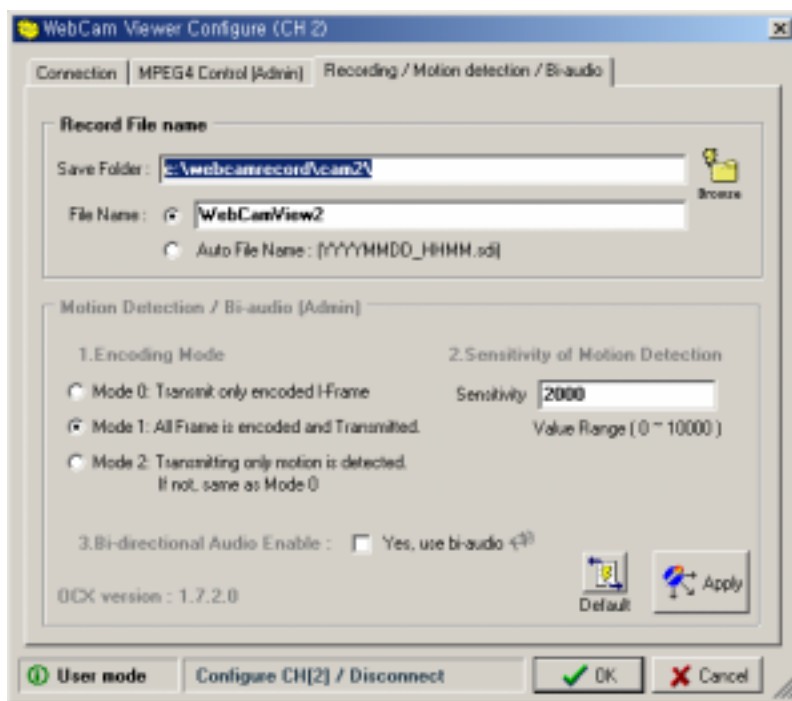 WebCam Viewer Configure (CH 2)
Connection MPEG4 Control (Admin) Recording / Motion detection / Bi-audio
Record File name
Save Folder : c:\webcamrecord\cam2\
Browse
File Name : WebCamView2
Auto File Name : (YYYYMMDD_HHMM.sdi)
Motion Detection / Bi-audio (Admin)
1.Encoding Mode
Mode 0: Transmit only encoded I-Frame
Mode 1: All Frame is encoded and Transmitted.
Mode 2: Transmitting only motion is detected.
If not, same as Mode 0
2.Sensitivity of Motion Detection
Sensitivity 2000
Value Range ( 0 ~ 10000 )
3.Bi-directional Audio Enable : Yes, use bi-audio
OCX version : 1.7.2.0
Default
Apply
User mode Configure CH[2] / Disconnect OK Cancel